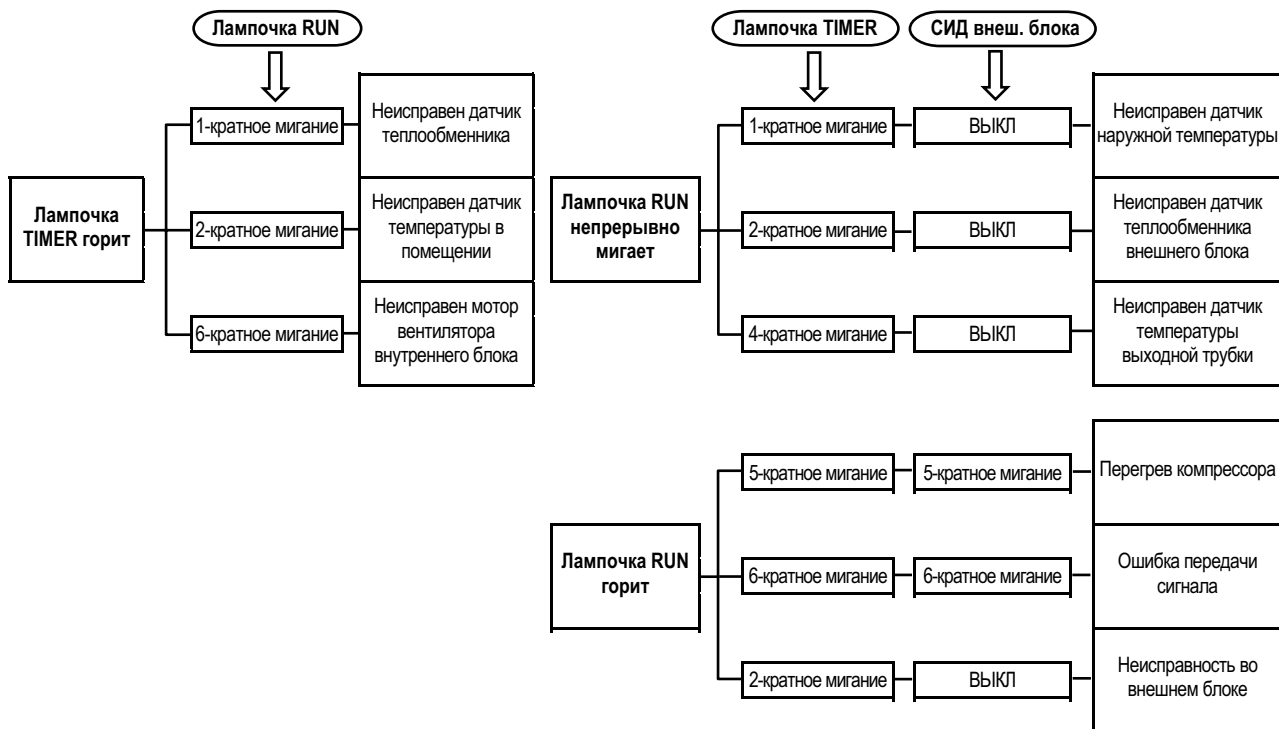 Лампочка RUN
1-кратное мигание
Неисправен датчик
теплообменника
Лампочка
TIMER горит
2-кратное мигание
Неисправен датчик
температуры в
помещении
6-кратное мигание
Неисправен мотор
вентилятора
внутреннего блока
Лампочка TIMER
СИД внеш. блока
1-кратное мигание
ВЫКЛ
Неисправен датчик
наружной температуры
Лампочка RUN
непрерывно
мигает
2-кратное мигание
ВЫКЛ
Неисправен датчик
теплообменника
внешнего блока
4-кратное мигание
ВЫКЛ
Неисправен датчик
температуры
выходной трубки
5-кратное мигание
5-кратное мигание
Перегрев компрессора
Лампочка RUN
горит
6-кратное мигание
6-кратное мигание
Ошибка передачи
сигнала
2-кратное мигание
ВЫКЛ
Неисправность во
внешнем блоке